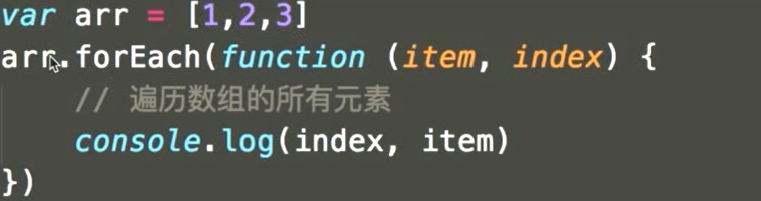 var arr = [1,2,3]
arr.forEach(function (item, index) {
    // 遍历数组的所有元素
    console.log(index, item)
})